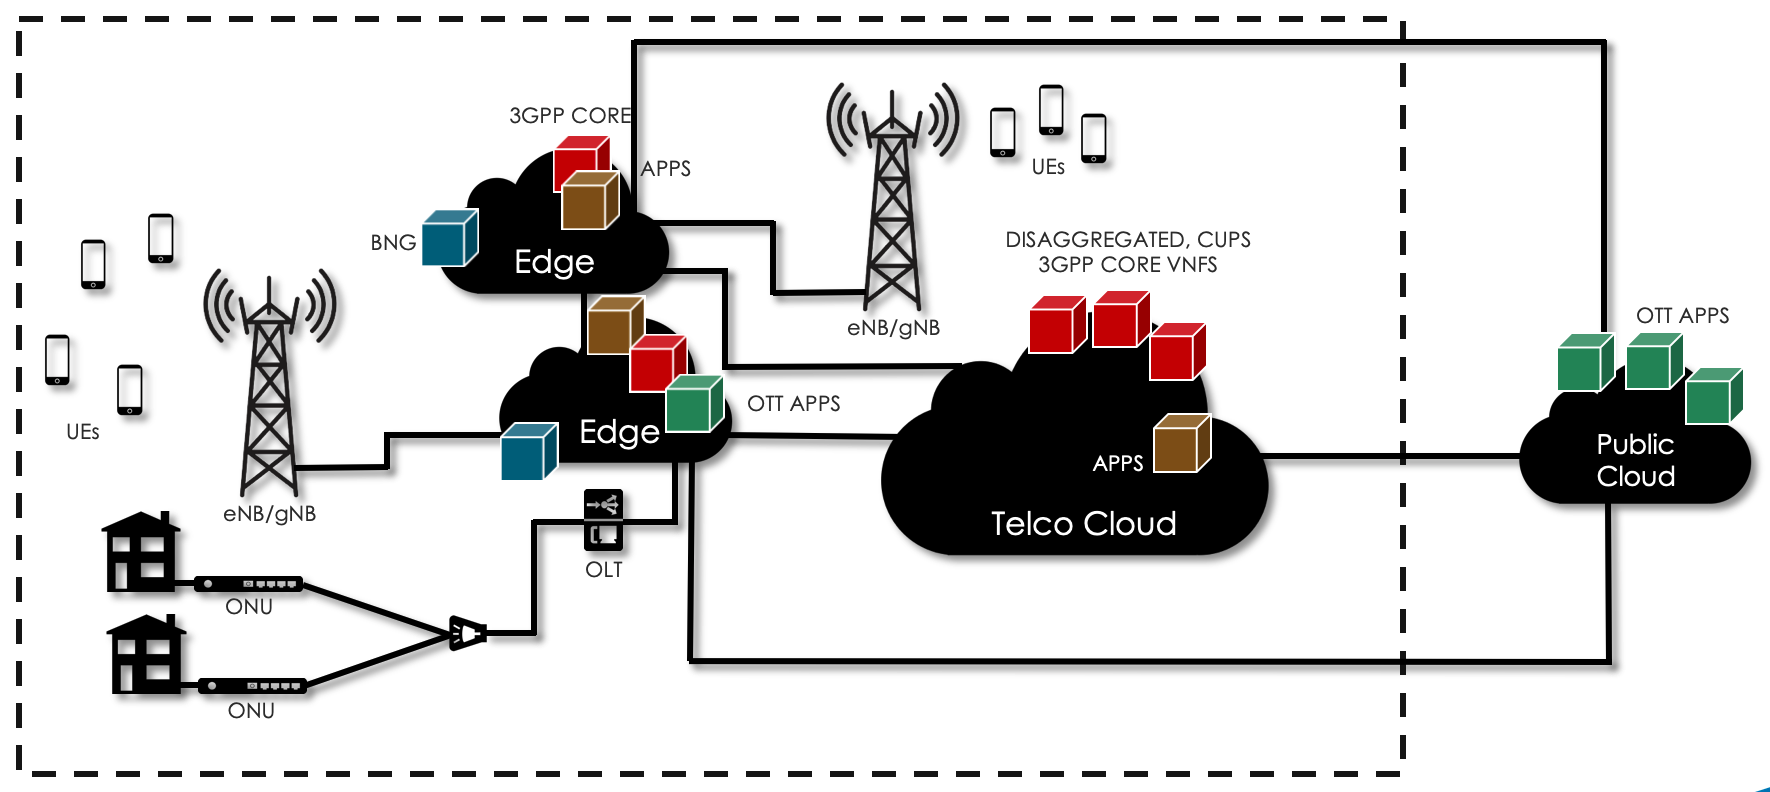 3GPP CORE
APPS
UEs
BNG
Edge
DISAGGREGATED, CUPS
3GPP CORE VNFS
eNB/gNB
OTT APPS
OTT APPS
UEs
Edge
Public
Cloud
APPS
eNB/gNB
Telco Cloud
OLT
ONU
ONU